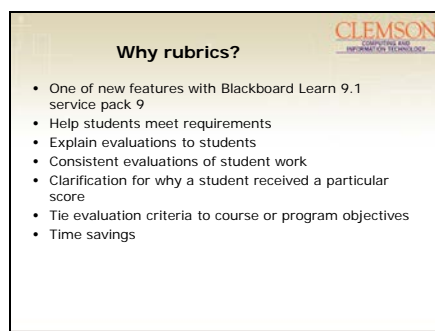 CLEMSON
COMPUTING AND
INFORMATION TECHNOLOGY
Why rubrics?
• One of new features with Blackboard Learn 9.1
service pack 9
• Help students meet requirements
• Explain evaluations to students
• Consistent evaluations of student work
• Clarification for why a student received a particular
score
• Tie evaluation criteria to course or program objectives
• Time savings